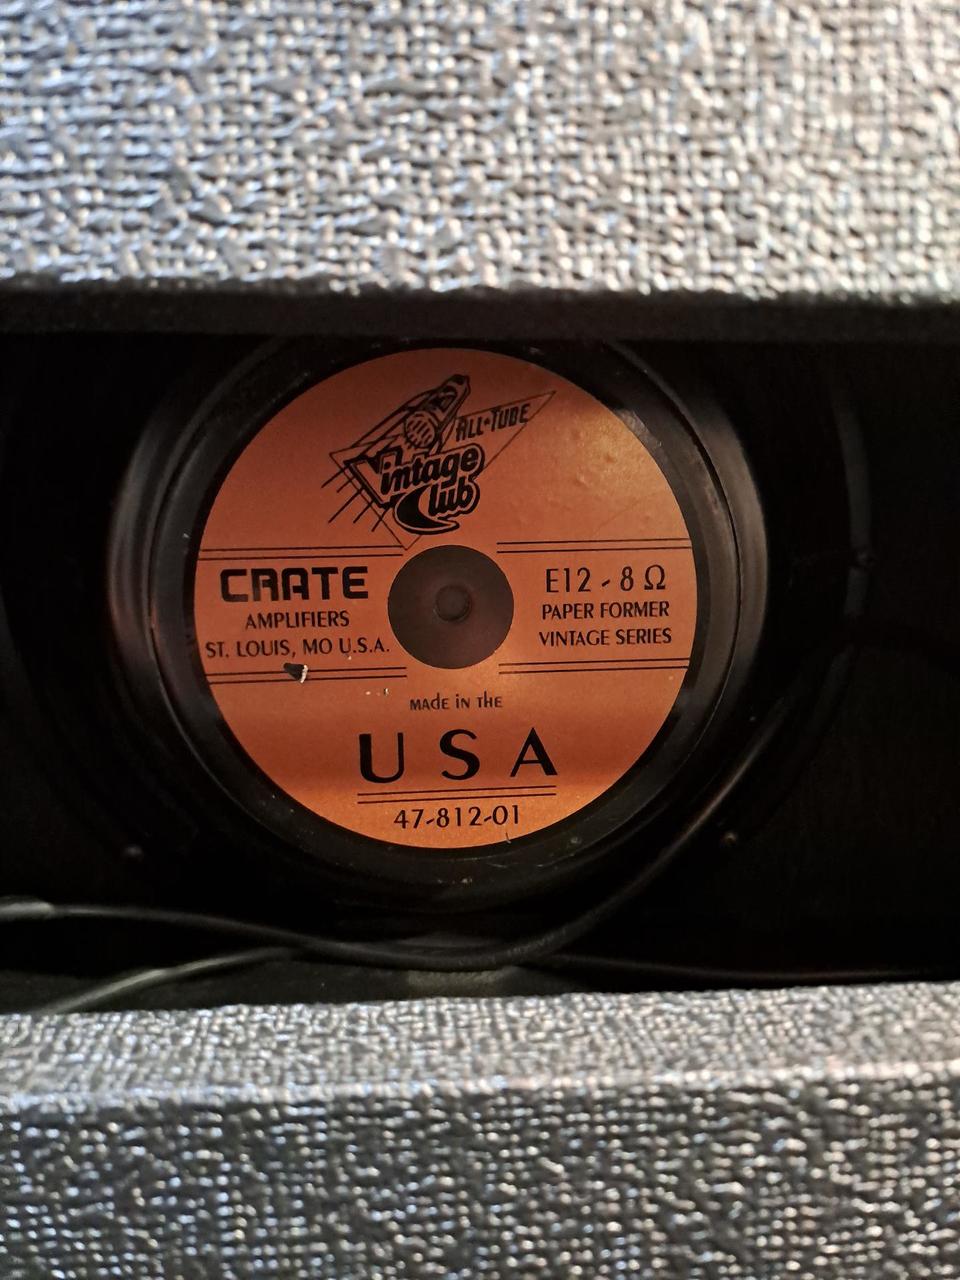 ALL★TUBE
Vintage
Club
CRATE
AMPLIFIERS
ST. LOUIS, MO U.S.A.
E12 - 8 Ω
PAPER FORMER
VINTAGE SERIES
MAdE iN THE
USA
47-812-01